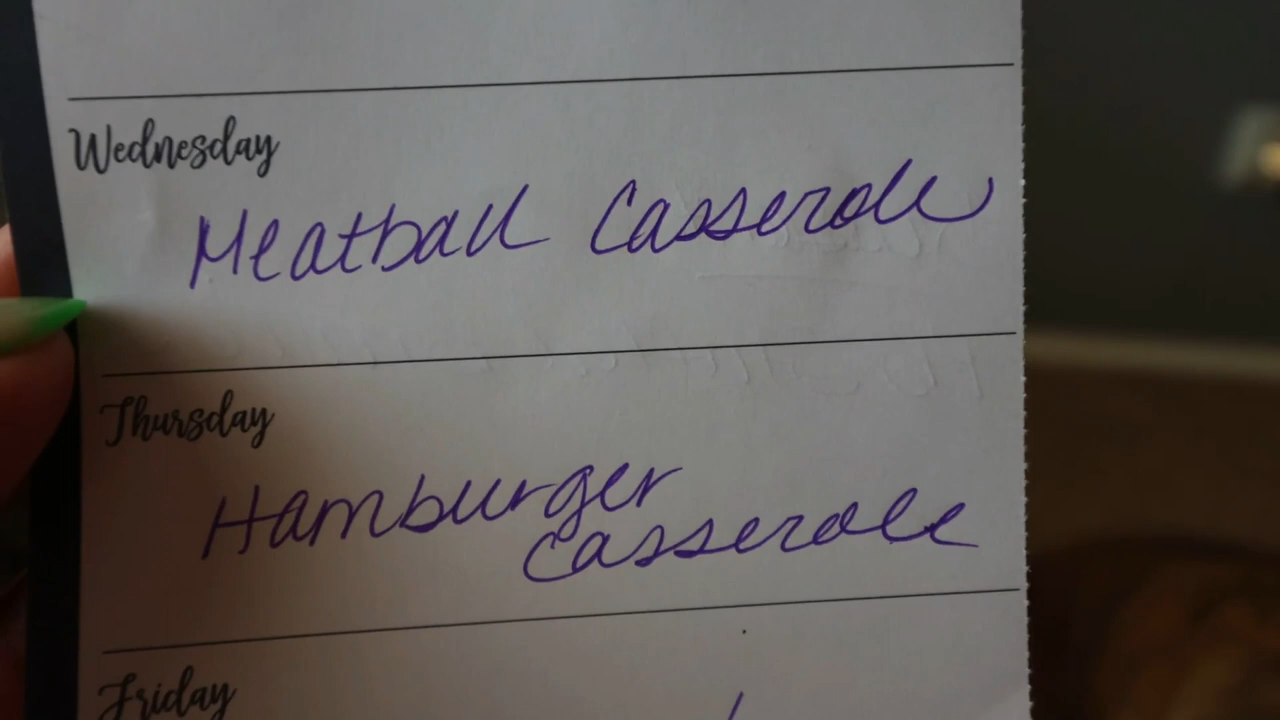 Wednesday
Meatball Casserole
Thursday
Hamburger
Casserole
Friday